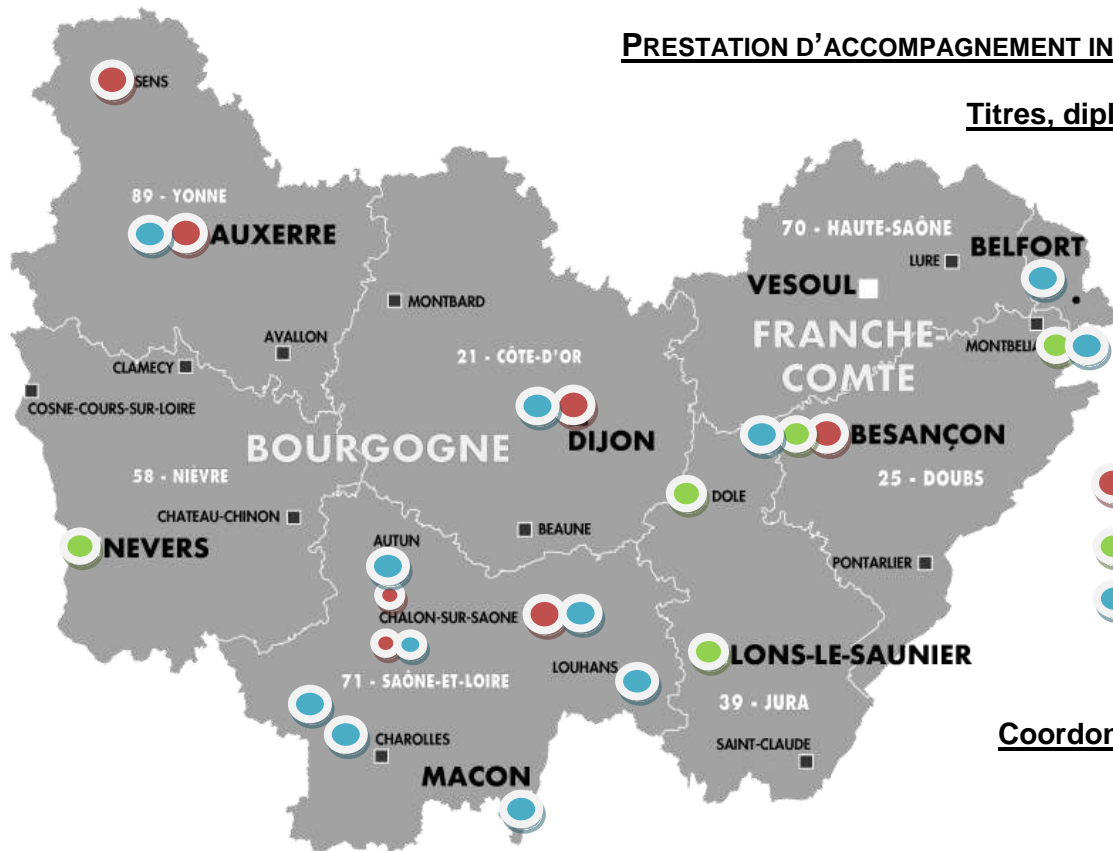 PRESTATION D'ACCOMPAGNEMENT IN
SENS
Titres, dipl
89 - YONNE
AUXERRE
70 - HAUTE-SAÔNE
LURE
BELFORT
VESOUL
MONTBARD
FRANCHE-
COMTÉ
MONTBELIA
AVALLON
21 - CÔTE-D'OR
CLAMECY
COSNE-COURS-SUR-LOIRE
DIJON
BESANÇON
BOURGOGNE
58 - NIÈVRE
25 - DOUBS
DOLE
CHATEAU-CHINON
BEAUNE
NEVERS
AUTUN
PONTARLIER
CHALON-SUR-SAONE
LONS-LE-SAUNIER
LOUHANS
71 - SAÔNE-ET-LOIRE
39 - JURA
CHAROLLES
SAINT-CLAUDE
Coordon
MACON